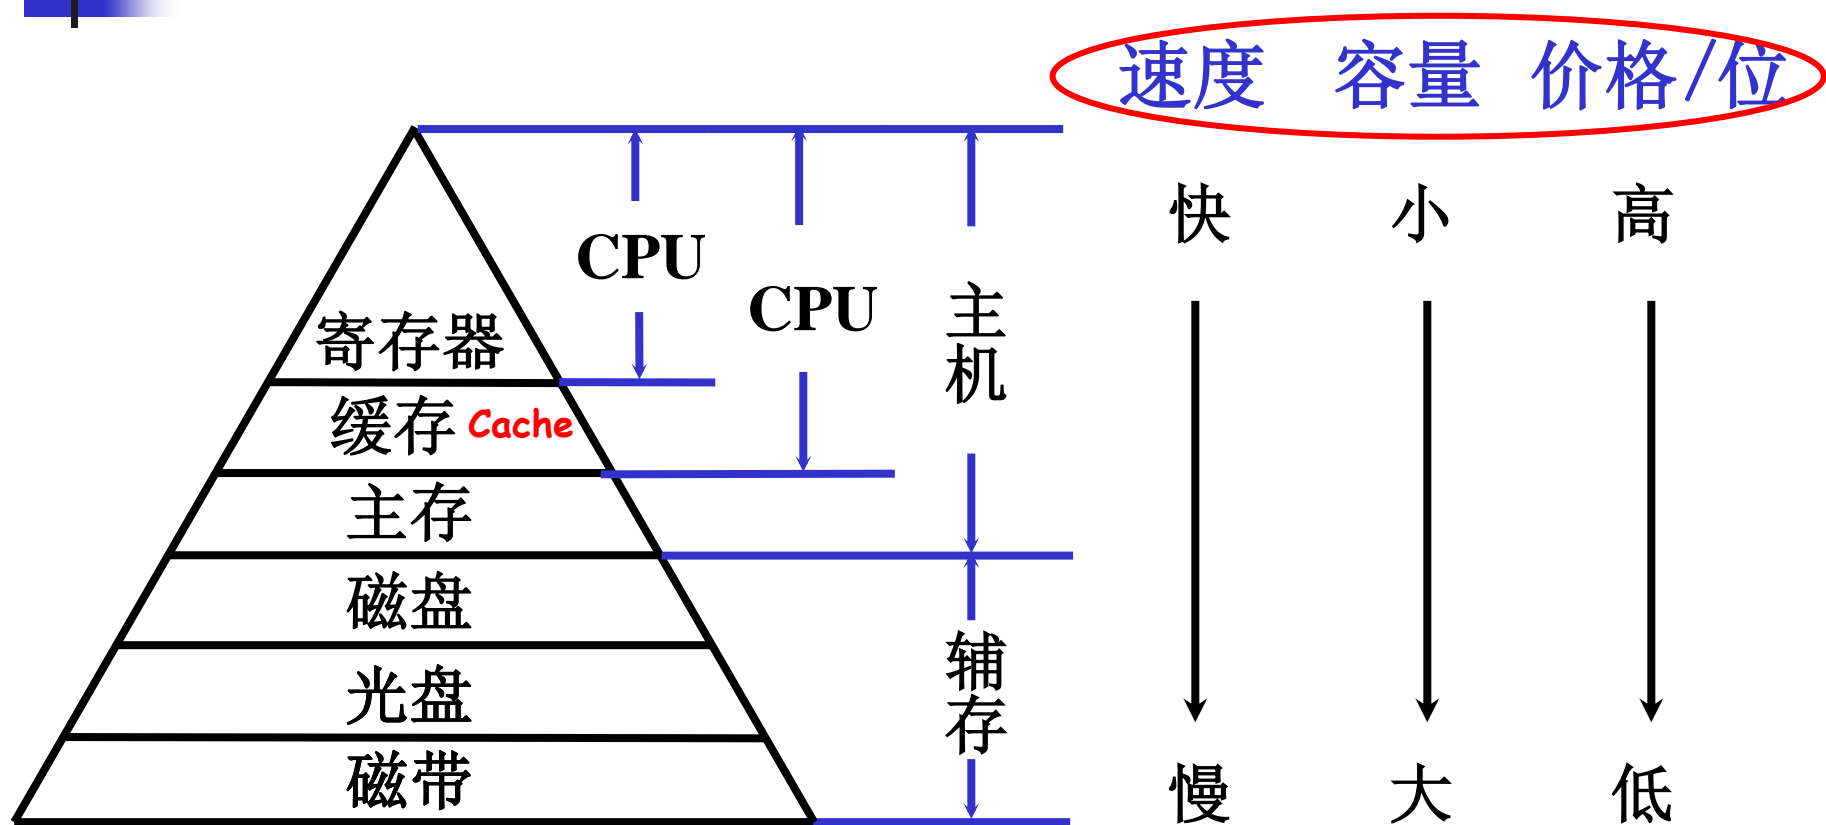 速度 容量 价格/位
快 小 高
CPU
CPU
主机
寄存器
缓存 Cache
主存
磁盘
辅存
光盘
磁带
慢 大 低